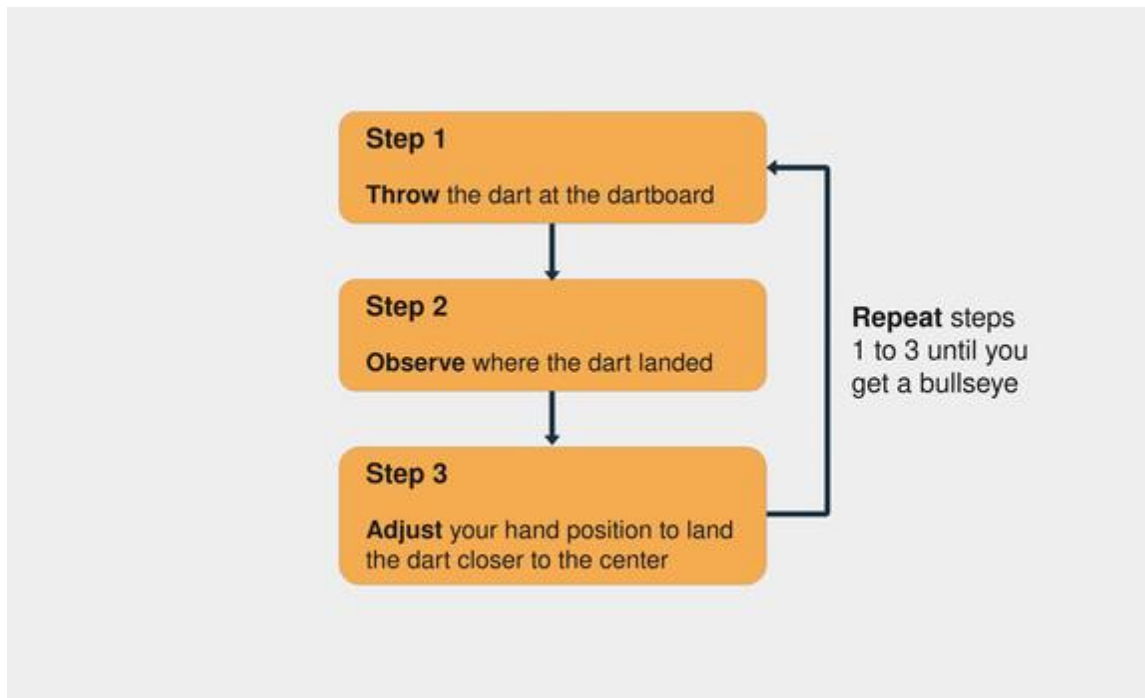 Step 1
Throw the dart at the dartboard
Step 2
Observe where the dart landed
Step 3
Adjust your hand position to land
the dart closer to the center
Repeat steps
1 to 3 until you
get a bullseye